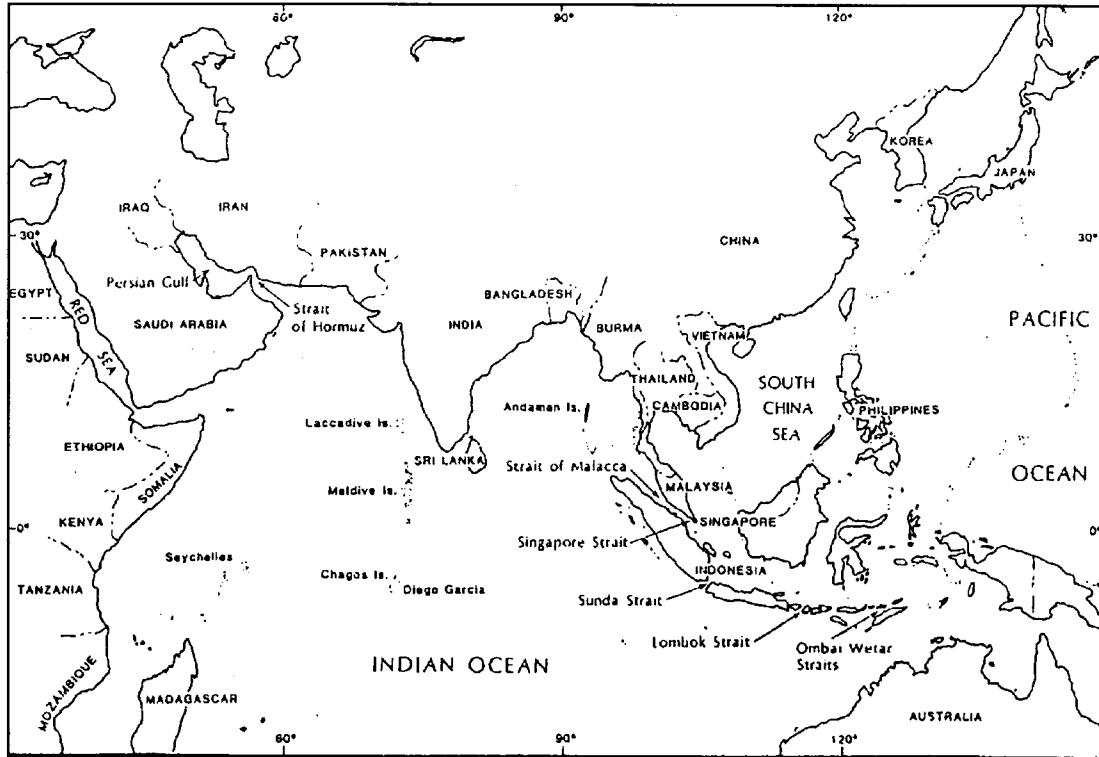 60°
90°
120°
KOREA
JAPAN
IRAQ
IRAN
30°
PAKISTAN
CHINA
30°
Persian Gulf
EGYPT
RED
SEA
Strait
of Hormuz
BANGLADESH
SAUDI ARABIA
INDIA
BURMA
VIETNAM
PACIFIC
SUDAN
THAILAND
SOUTH
CHINA
SEA
CAMBODIA
Andaman Is.
PHILIPPINES
Laccadive Is.
ETHIOPIA
SRI LANKA
Strait of Malacca
OCEAN
SOMALIA
Maldive Is.
MALAYSIA
KENYA
0°
SINGAPORE
0°
Singapore Strait
Seychelles
INDONESIA
Chagos Is.
Diego Garcia
TANZANIA
Sunda Strait
Lombok Strait
Ombai Wetar
Straits
INDIAN OCEAN
MOZAMBIQUE
MADAGASCAR
AUSTRALIA
60°
90°
120°